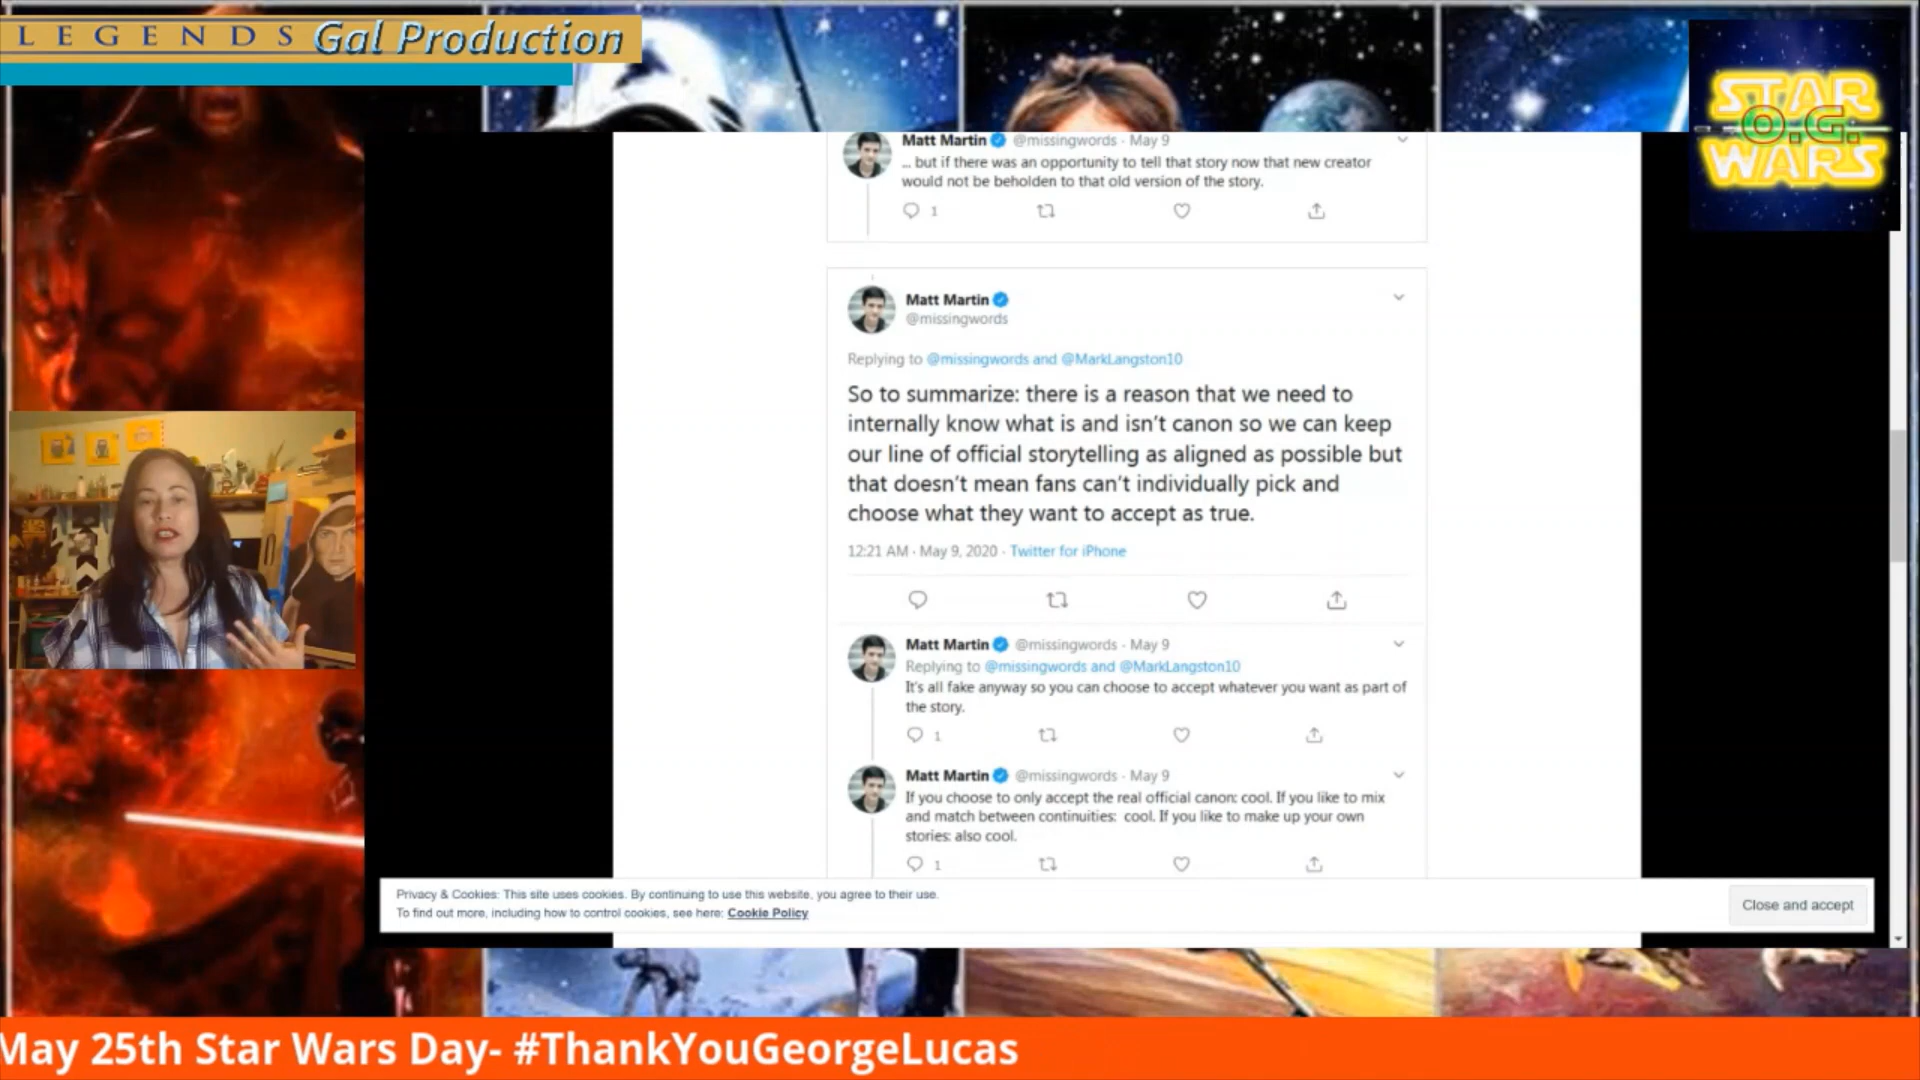 LEGENDS Gal Production
STAR
O.G.
WARS
Matt Martin @missingwords · May 9
... but if there was an opportunity to tell that story now that new creator
would not be beholden to that old version of the story.
1
Matt Martin
@missingwords
Replying to @missingwords and @MarkLangston10
So to summarize: there is a reason that we need to
internally know what is and isn't canon so we can keep
our line of official storytelling as aligned as possible but
that doesn't mean fans can't individually pick and
choose what they want to accept as true.
12:21 AM · May 9, 2020 · Twitter for iPhone
Matt Martin @missingwords · May 9
Replying to @missingwords and @MarkLangston10
It's all fake anyway so you can choose to accept whatever you want as part of
the story.
1
Matt Martin @missingwords · May 9
If you choose to only accept the real official canon: cool. If you like to mix
and match between continuities: cool. If you like to make up your own
stories: also cool.
1
Privacy & Cookies: This site uses cookies. By continuing to use this website, you agree to their use.
To find out more, including how to control cookies, see here: Cookie Policy
Close and accept
May 25th Star Wars Day- #ThankYouGeorgeLucas